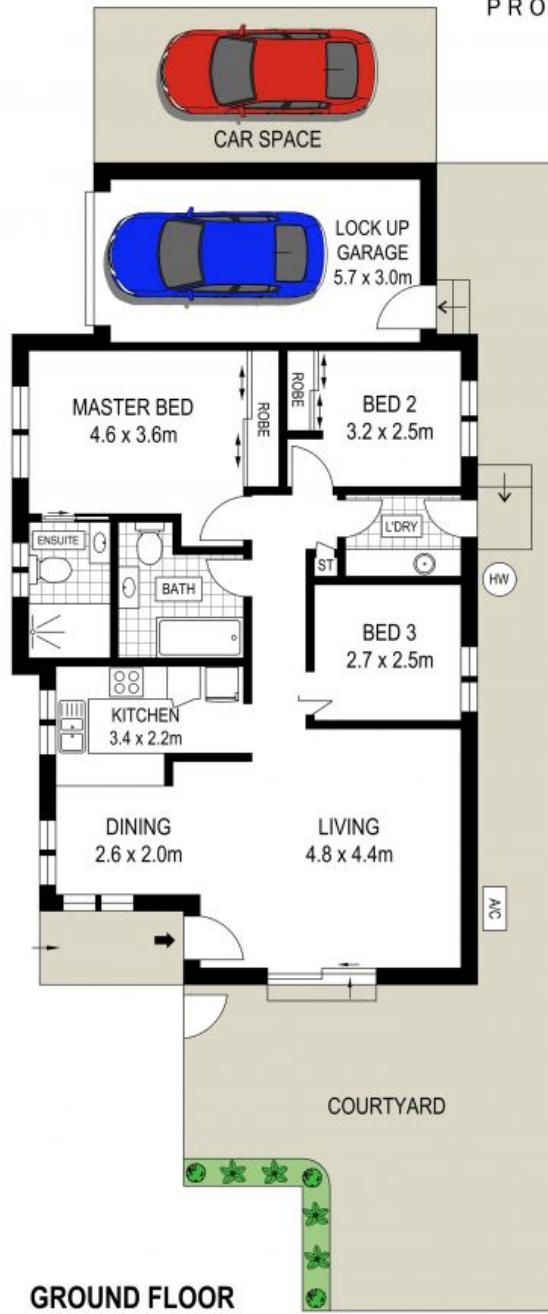 PRO
CAR SPACE
LOCK UP
GARAGE
5.7 x 3.0m
MASTER BED
4.6 x 3.6m
ROBE
ROBE
BED 2
3.2 x 2.5m
ENSUITE
BATH
L'DRY
ST
HW
BED 3
2.7 x 2.5m
KITCHEN
3.4 x 2.2m
DINING
2.6 x 2.0m
LIVING
4.8 x 4.4m
A/C
COURTYARD
GROUND FLOOR